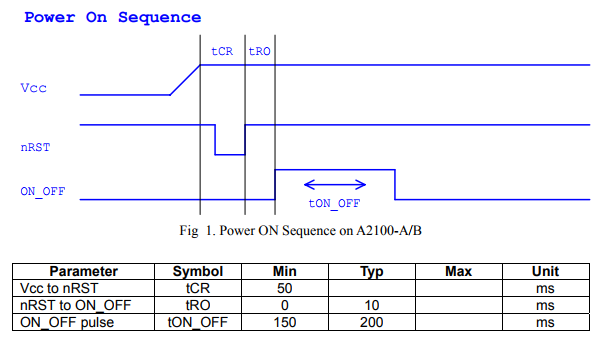 Power On Sequence
tCR tRO
Vcc
nRST
ON_OFF
tON_OFF
Fig 1. Power ON Sequence on A2100-A/B
Parameter Symbol Min Typ Max Unit
Vcc to nRST tCR 50 ms
nRST to ON_OFF tRO 0 10 ms
ON_OFF pulse tON_OFF 150 200 ms